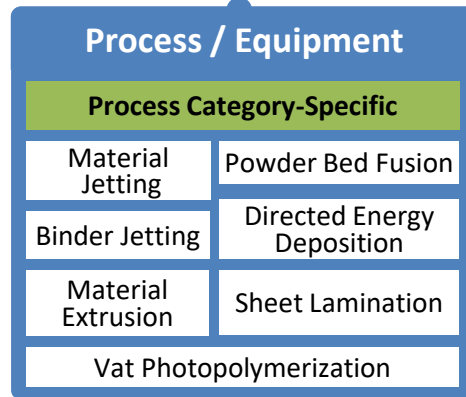 Process / Equipment
Process Category-Specific
Material
Jetting
Powder Bed Fusion
Binder Jetting
Directed Energy
Deposition
Material
Extrusion
Sheet Lamination
Vat Photopolymerization